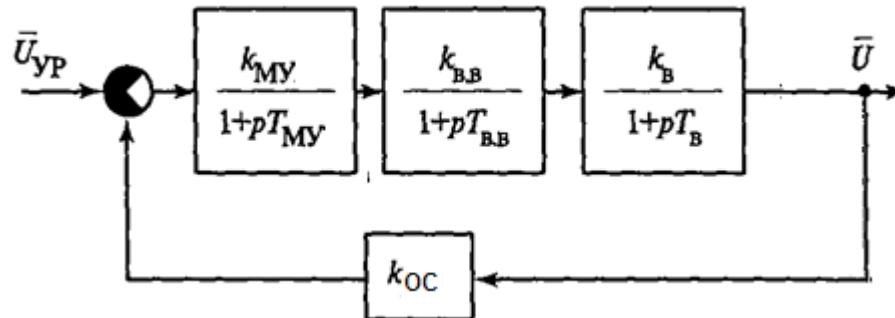 Ū_УР
k_МУ
1+pT_МУ
k_в.в
1+pT_в.в
k_в
1+pT_в
Ū
k_ОС